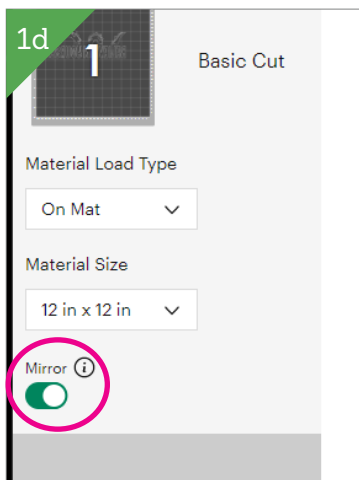 1d
1
Basic Cut
Material Load Type
On Mat
Material Size
12 in x 12 in
Mirror